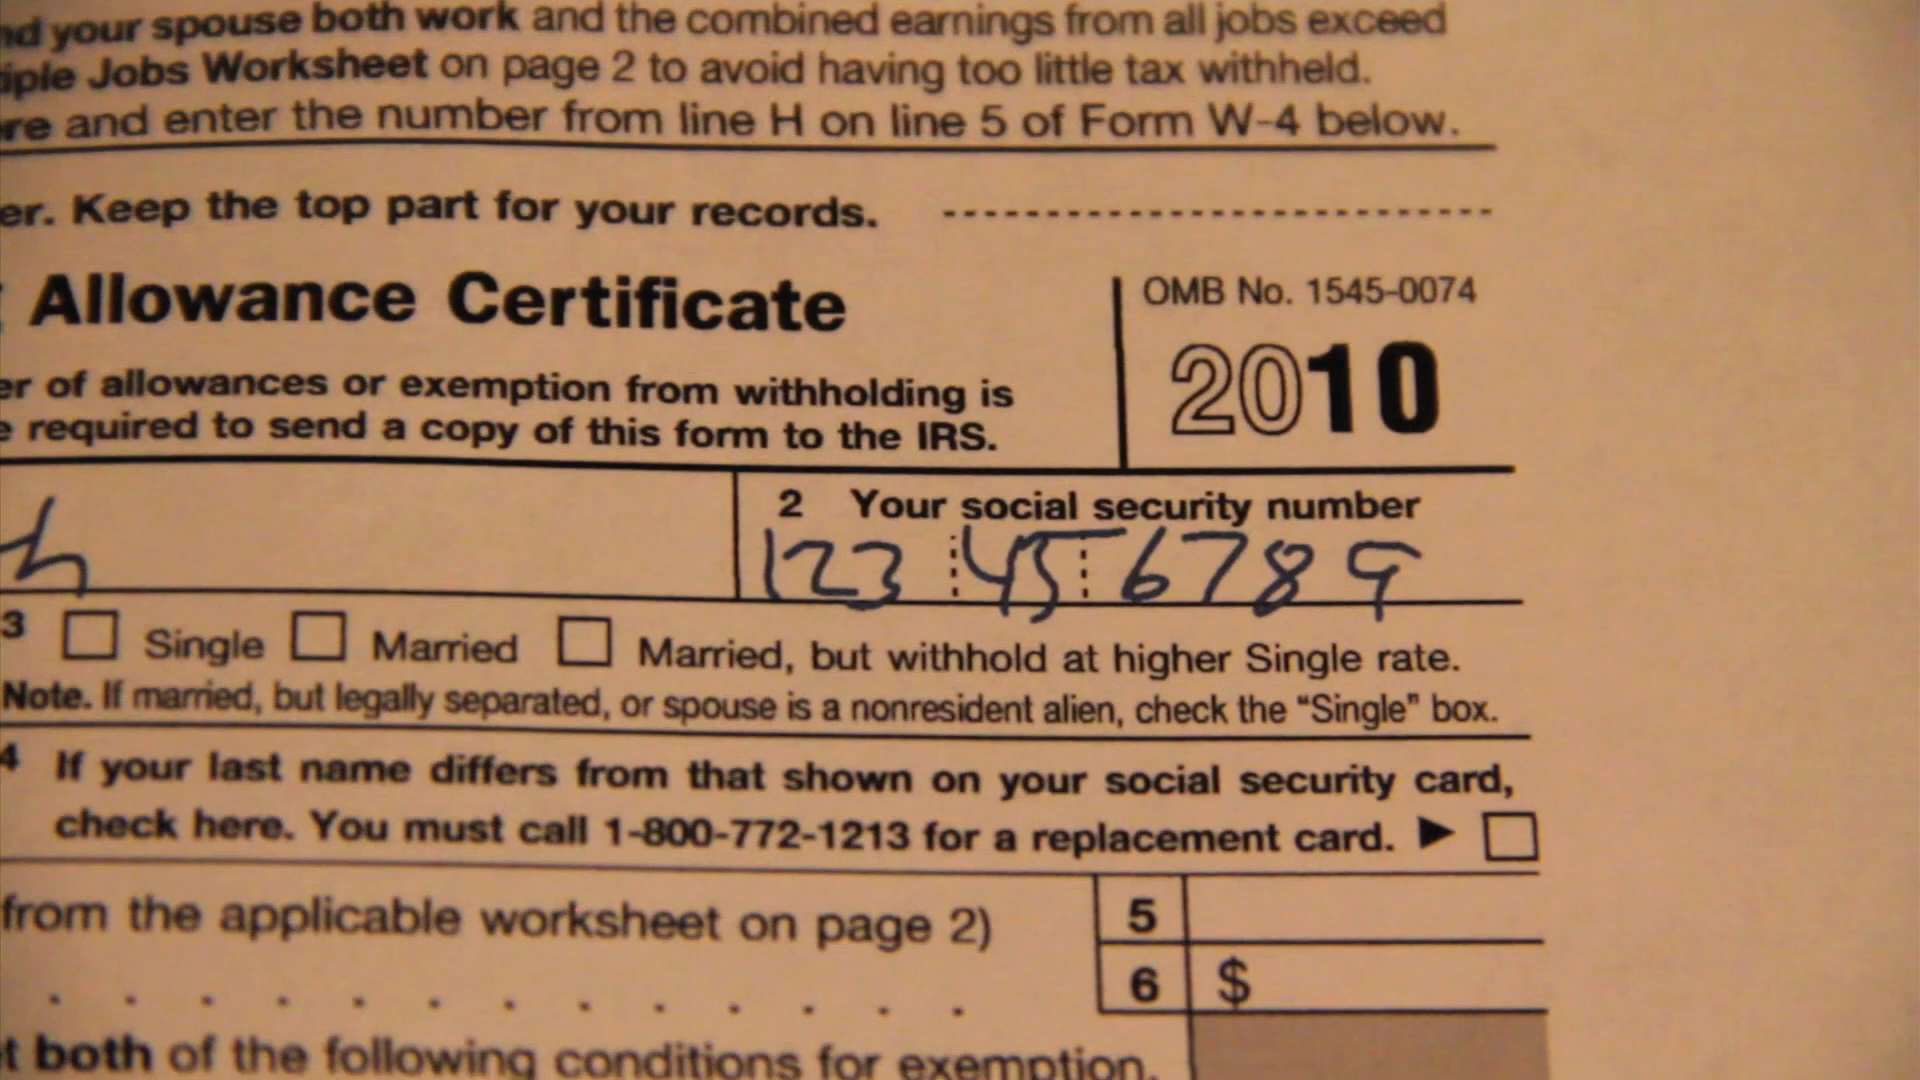 nd your spouse both work and the combined earnings from all jobs exceed
iple Jobs Worksheet on page 2 to avoid having too little tax withheld.
re and enter the number from line H on line 5 of Form W-4 below.
er. Keep the top part for your records.
Allowance Certificate
OMB No. 1545-0074
2010
er of allowances or exemption from withholding is
e required to send a copy of this form to the IRS.
2 Your social security number
h
123 45 6789
3 Single Married Married, but withhold at higher Single rate.
Note. If married, but legally separated, or spouse is a nonresident alien, check the “Single” box.
4 If your last name differs from that shown on your social security card,
check here. You must call 1-800-772-1213 for a replacement card. ▶
from the applicable worksheet on page 2)
5
6 $
t both of the following conditions for exemption.